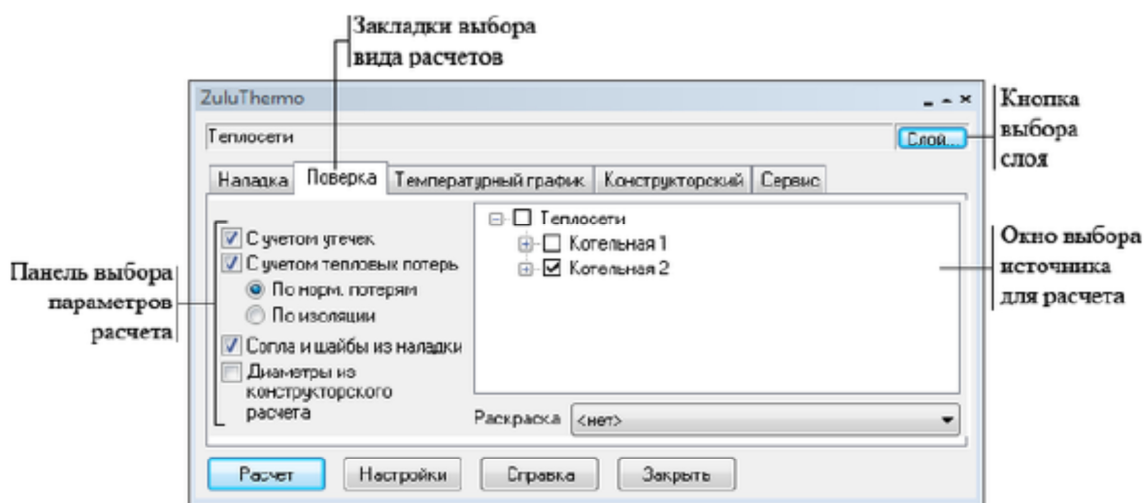 Закладки выбора
вида расчетов
ZuluThermo
Кнопка
выбора
слоя
Теплосети
Слой...
Наладка Поверка Температурный график Конструкторский Сервис
Панель выбора
параметров
расчета
С учетом утечек
С учетом тепловых потерь
По норм. потерям
По изоляции
Сопла и шайбы из наладки
Диаметры из
конструкторского
расчета
Теплосети
Котельная 1
Котельная 2
Окно выбора
источника
для расчета
Раскраска <нет>
Расчет Настройки Справка Закрыть